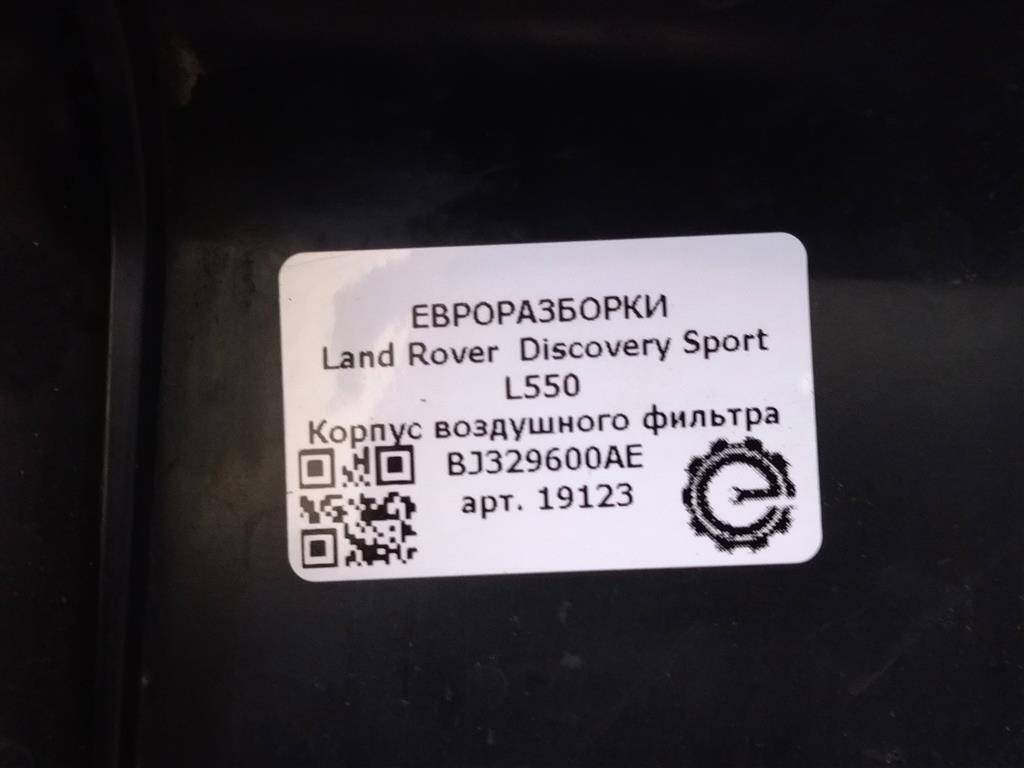 ЕВРОРАЗБОРКИ
Land Rover Discovery Sport
L550
Корпус воздушного фильтра
BJ329600AE
арт. 19123